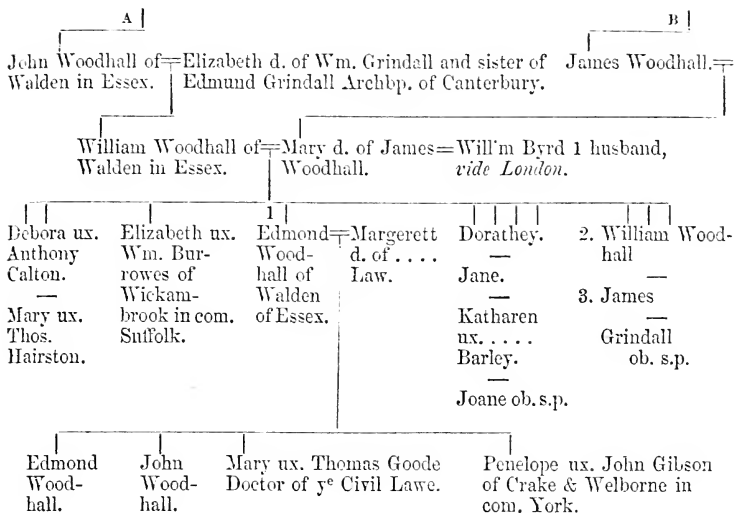 A B
John Woodhall of Elizabeth d. of Wm. Grindall and sister of James Woodhall.
Walden in Essex. Edmund Grindall Archbp. of Canterbury.
William Woodhall of Mary d. of James Will'm Byrd 1 husband,
Walden in Essex. Woodhall. vide London.
1
Debora ux.
Anthony
Calton.
—
Mary ux.
Thos.
Hairston.
Elizabeth ux.
Wm. Bur-
rowes of
Wickam-
brook in com.
Suffolk.
Edmond
Wood-
hall of
Walden
of Essex.
Margerett
d. of . . . .
Law.
Dorathey.
—
Jane.
—
Katharen
ux. . . . .
Barley.
—
Joane ob. s.p.
2. William Wood-
hall
—
3. James
—
Grindall
ob. s.p.
Edmond
Wood-
hall.
John
Wood-
hall.
Mary ux. Thomas Goode
Doctor of yᵉ Civil Lawe.
Penelope ux. John Gibson
of Crake & Welborne in
com. York.